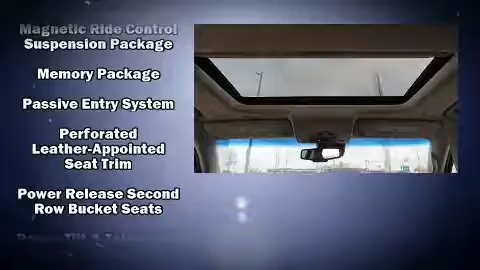 Magnetic Ride Control
Suspension Package
Memory Package
Passive Entry System
Perforated
Leather-Appointed
Seat Trim
Power Release Second
Row Bucket Seats